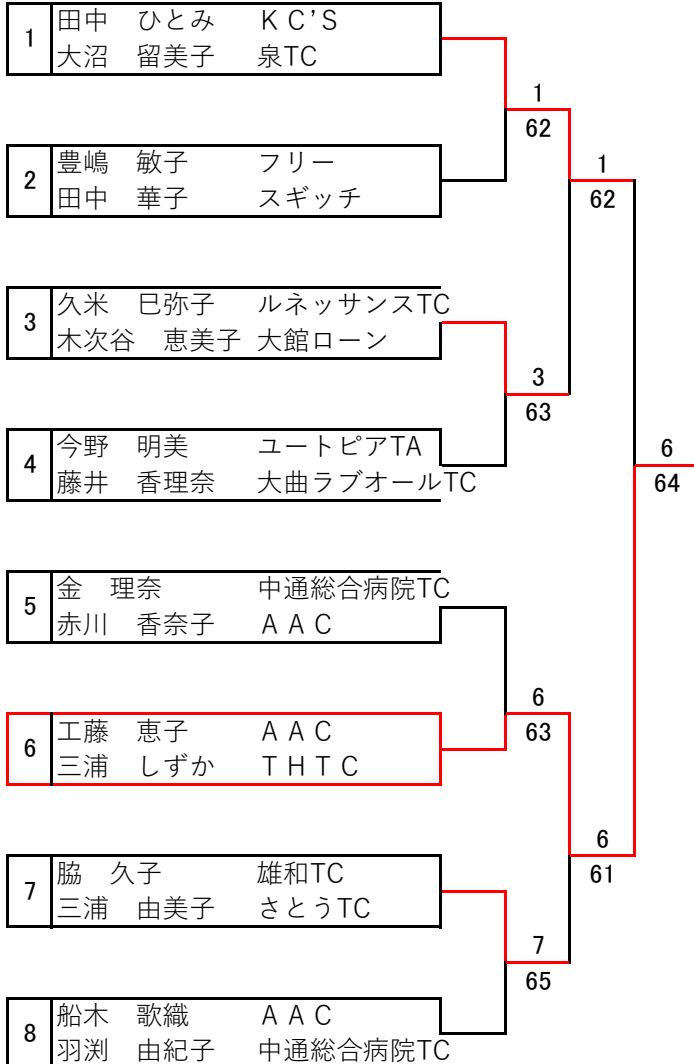 田中　ひとみ　ＫＣ’Ｓ
1
大沼　留美子　泉TC
1
62
豊嶋　敏子　フリー
2
田中　華子　スギッチ
1
62
久米　巳弥子　ルネッサンスTC
3
木次谷　恵美子　大館ローン
3
63
今野　明美　ユートピアTA
4
藤井　香理奈　大曲ラブオールTC
6
64
金　理奈　中通総合病院TC
5
赤川　香奈子　ＡＡＣ
6
63
工藤　恵子　ＡＡＣ
6
三浦　しずか　ＴＨＴＣ
6
61
脇　久子　雄和TC
7
三浦　由美子　さとうTC
7
65
船木　歌織　ＡＡＣ
8
羽渕　由紀子　中通総合病院TC